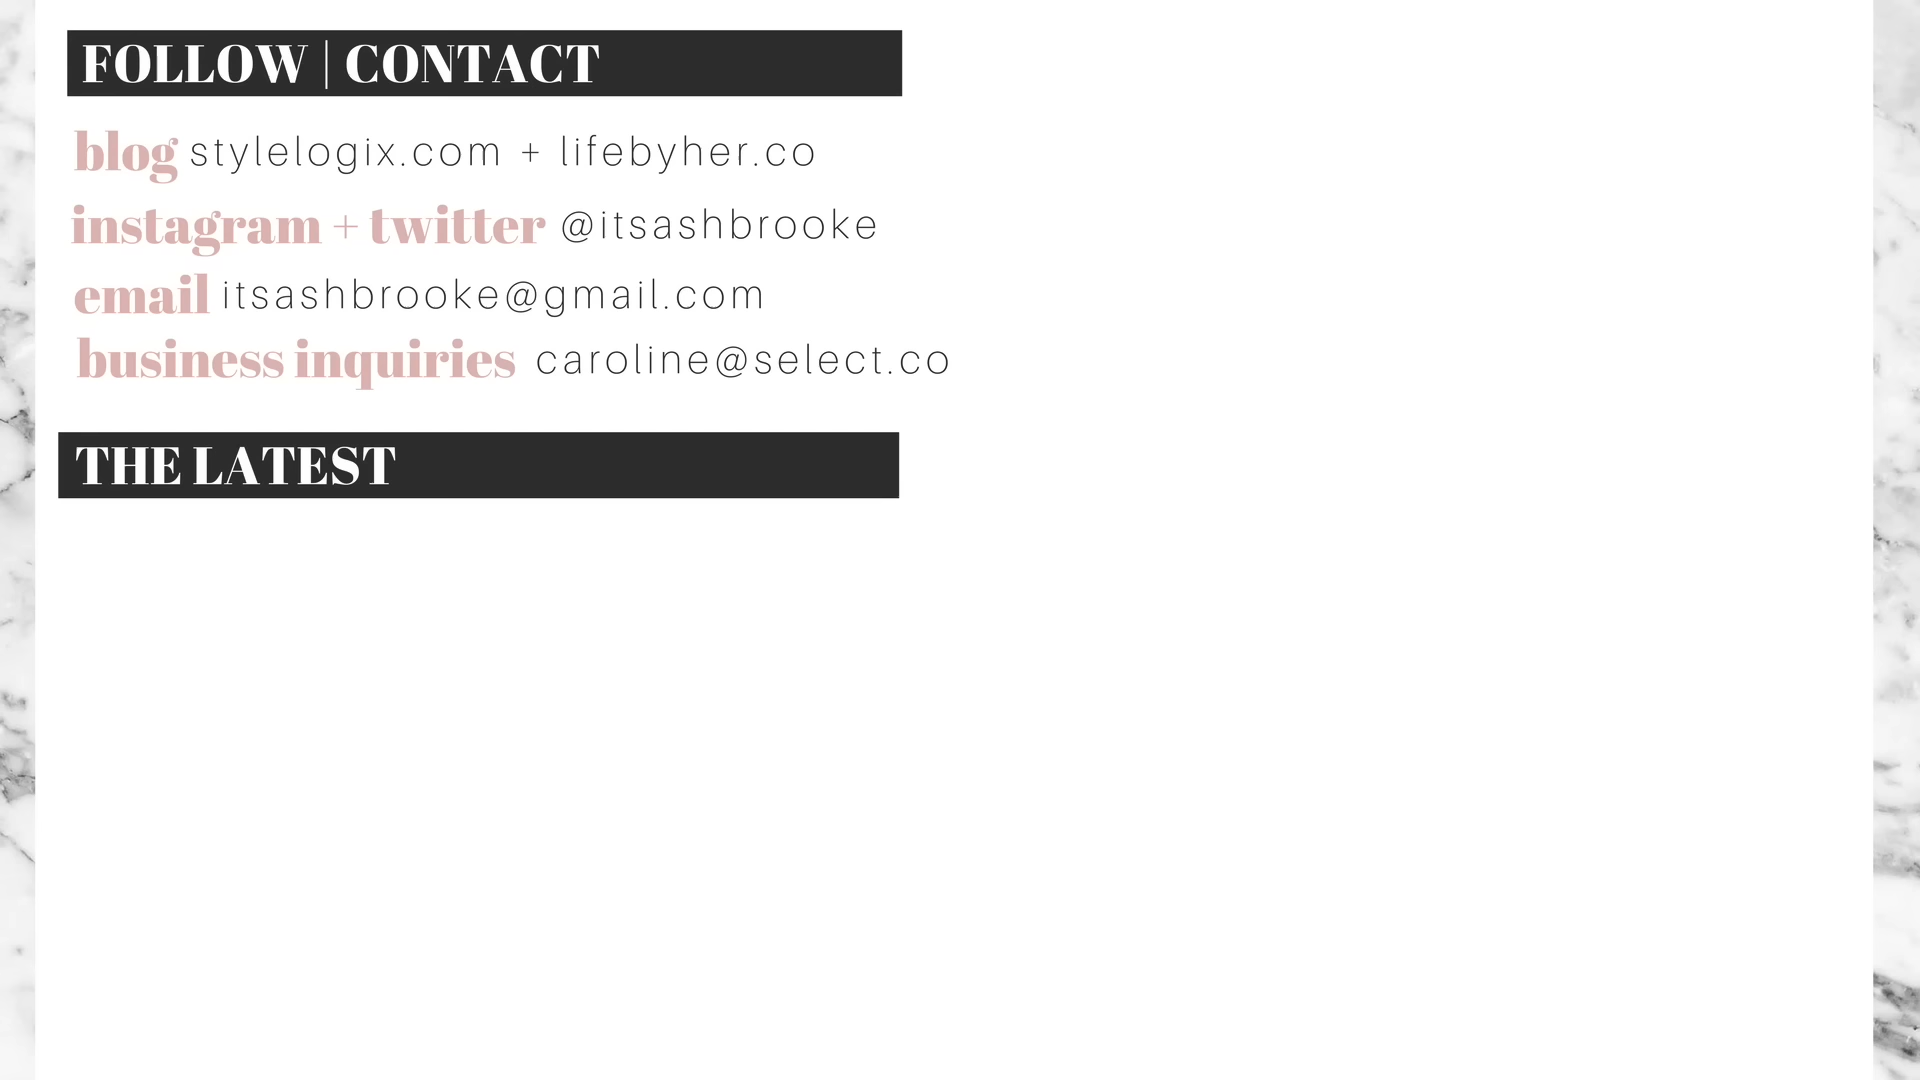 FOLLOW | CONTACT
blog stylelogix.com + lifebyher.co
instagram + twitter @itsashbrooke
email itsashbrooke@gmail.com
business inquiries caroline@select.co
THE LATEST